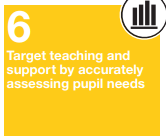 6
Target teaching and
support by accurately
assessing pupil needs